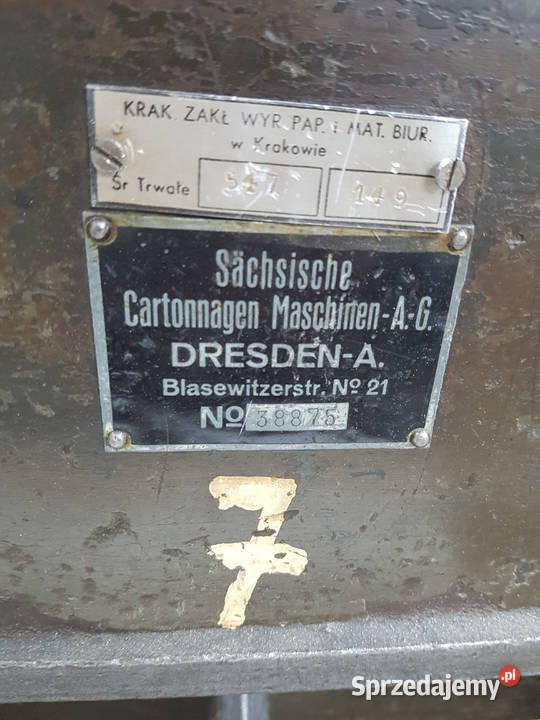 KRAK. ZAKŁ. WYR. PAP. I MAT. BIUR.
w Krakowie
Śr Trwałe 547 149
Sächsische
Cartonnagen Maschinen-A-G.
DRESDEN-A.
Blasewitzerstr. Nº 21
Nº 38875
7
Sprzedajemy.pl